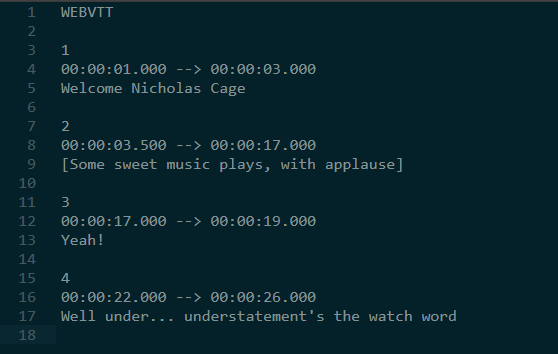 1 WEBVTT
2
3 1
4 00:00:01.000 --> 00:00:03.000
5 Welcome Nicholas Cage
6
7 2
8 00:00:03.500 --> 00:00:17.000
9 [Some sweet music plays, with applause]
10
11 3
12 00:00:17.000 --> 00:00:19.000
13 Yeah!
14
15 4
16 00:00:22.000 --> 00:00:26.000
17 Well under... understatement's the watch word
18